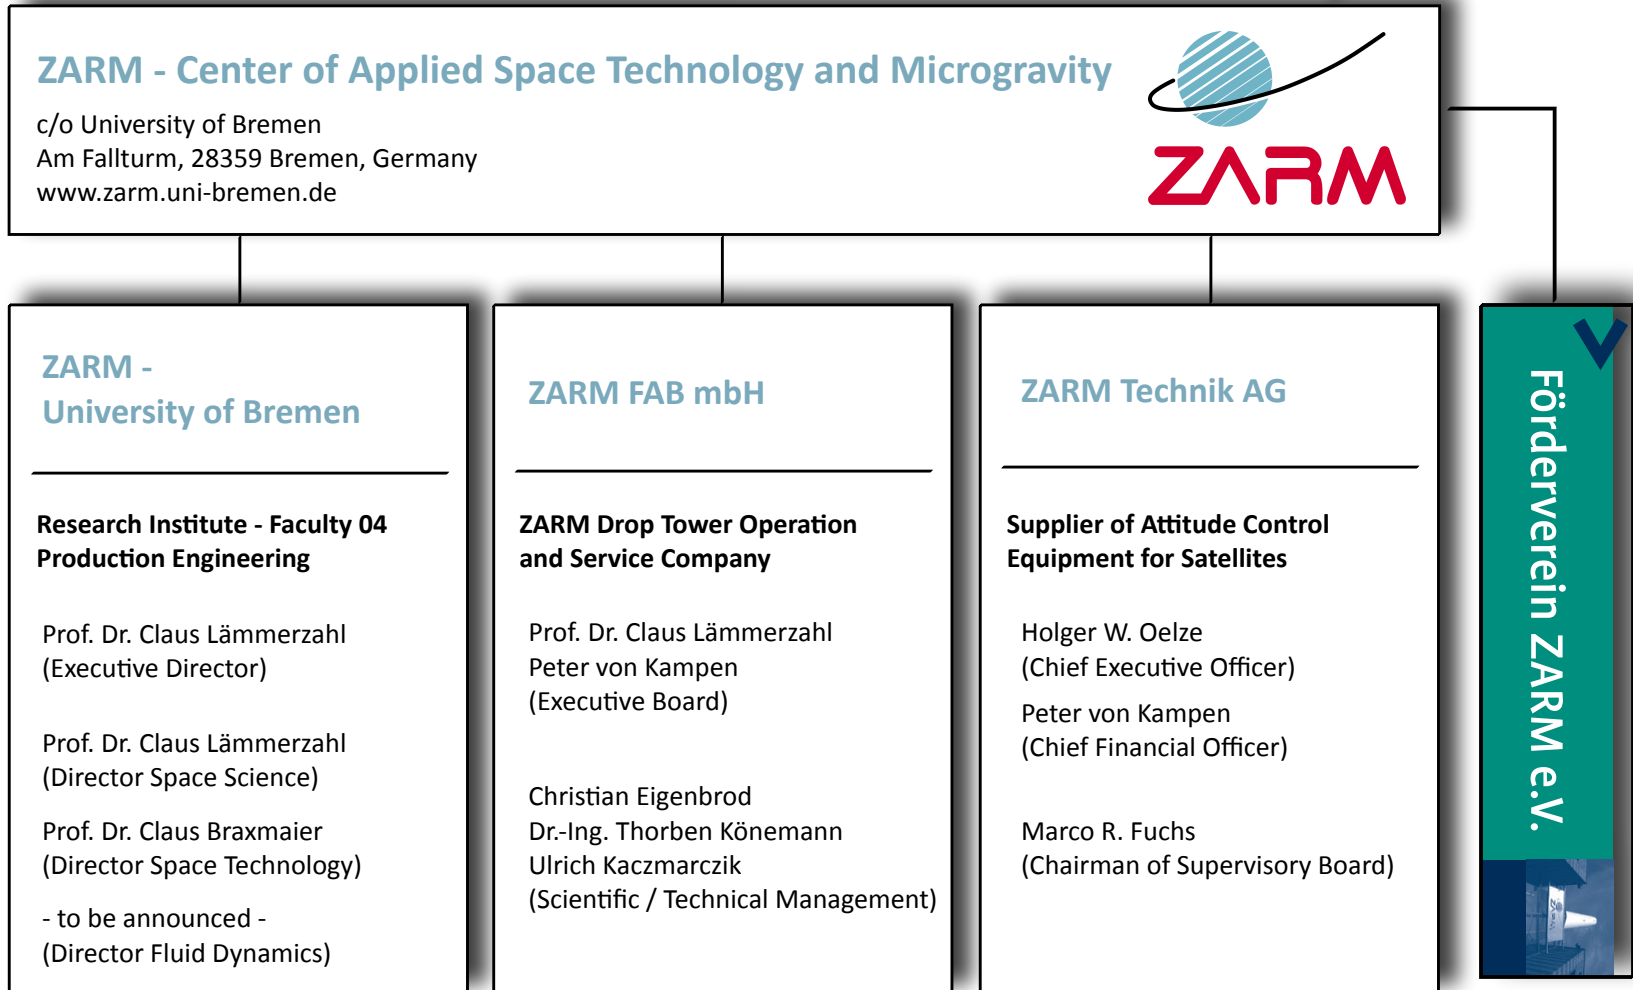 ZARM - Center of Applied Space Technology and Microgravity
c/o University of Bremen
Am Fallturm, 28359 Bremen, Germany
www.zarm.uni-bremen.de
ZARM
ZARM -
University of Bremen
Research Institute - Faculty 04
Production Engineering
Prof. Dr. Claus Lämmerzahl
(Executive Director)
Prof. Dr. Claus Lämmerzahl
(Director Space Science)
Prof. Dr. Claus Braxmaier
(Director Space Technology)
- to be announced -
(Director Fluid Dynamics)
ZARM FAB mbH
ZARM Drop Tower Operation
and Service Company
Prof. Dr. Claus Lämmerzahl
Peter von Kampen
(Executive Board)
Christian Eigenbrod
Dr.-Ing. Thorben Könemann
Ulrich Kaczmarczik
(Scientific / Technical Management)
ZARM Technik AG
Supplier of Attitude Control
Equipment for Satellites
Holger W. Oelze
(Chief Executive Officer)
Peter von Kampen
(Chief Financial Officer)
Marco R. Fuchs
(Chairman of Supervisory Board)
Förderverein ZARM e.V.